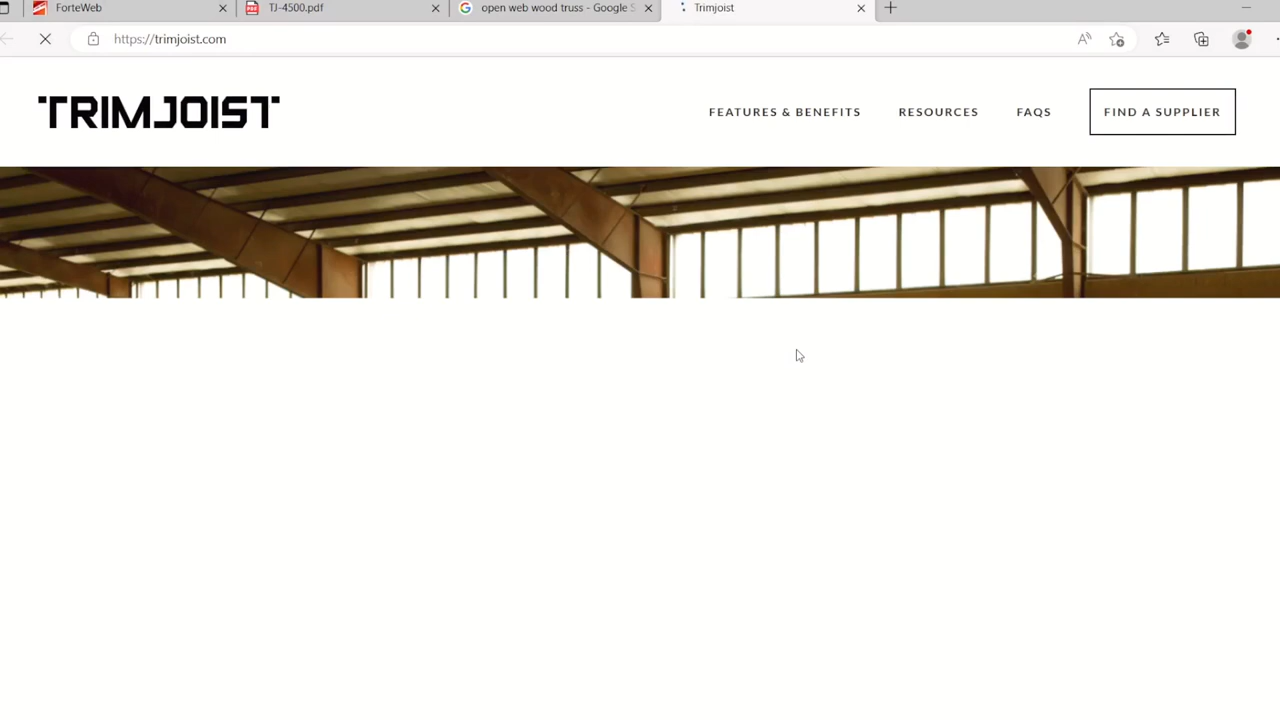 ForteWeb
TJ-4500.pdf
open web wood truss - Google S
Trimjoist
https://trimjoist.com
TRIMJOIST
FEATURES & BENEFITS
RESOURCES
FAQS
FIND A SUPPLIER